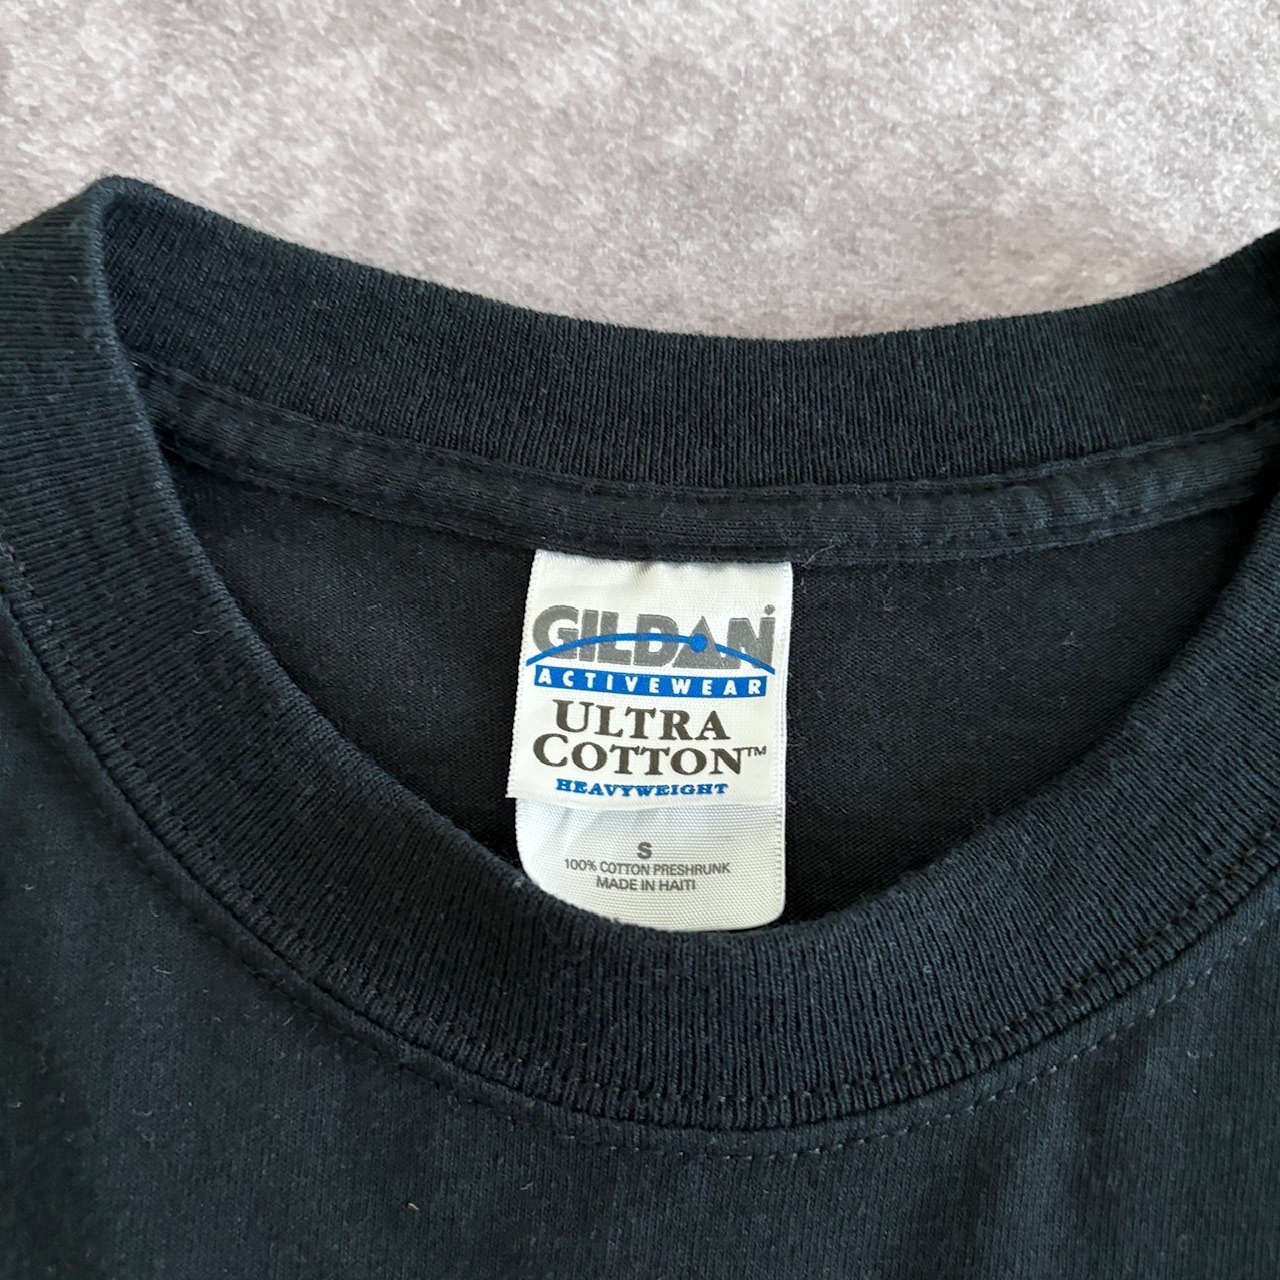 GILDAN
ACTIVEWEAR
ULTRA
COTTON™
HEAVYWEIGHT
S
100% COTTON PRESHRUNK
MADE IN HAITI